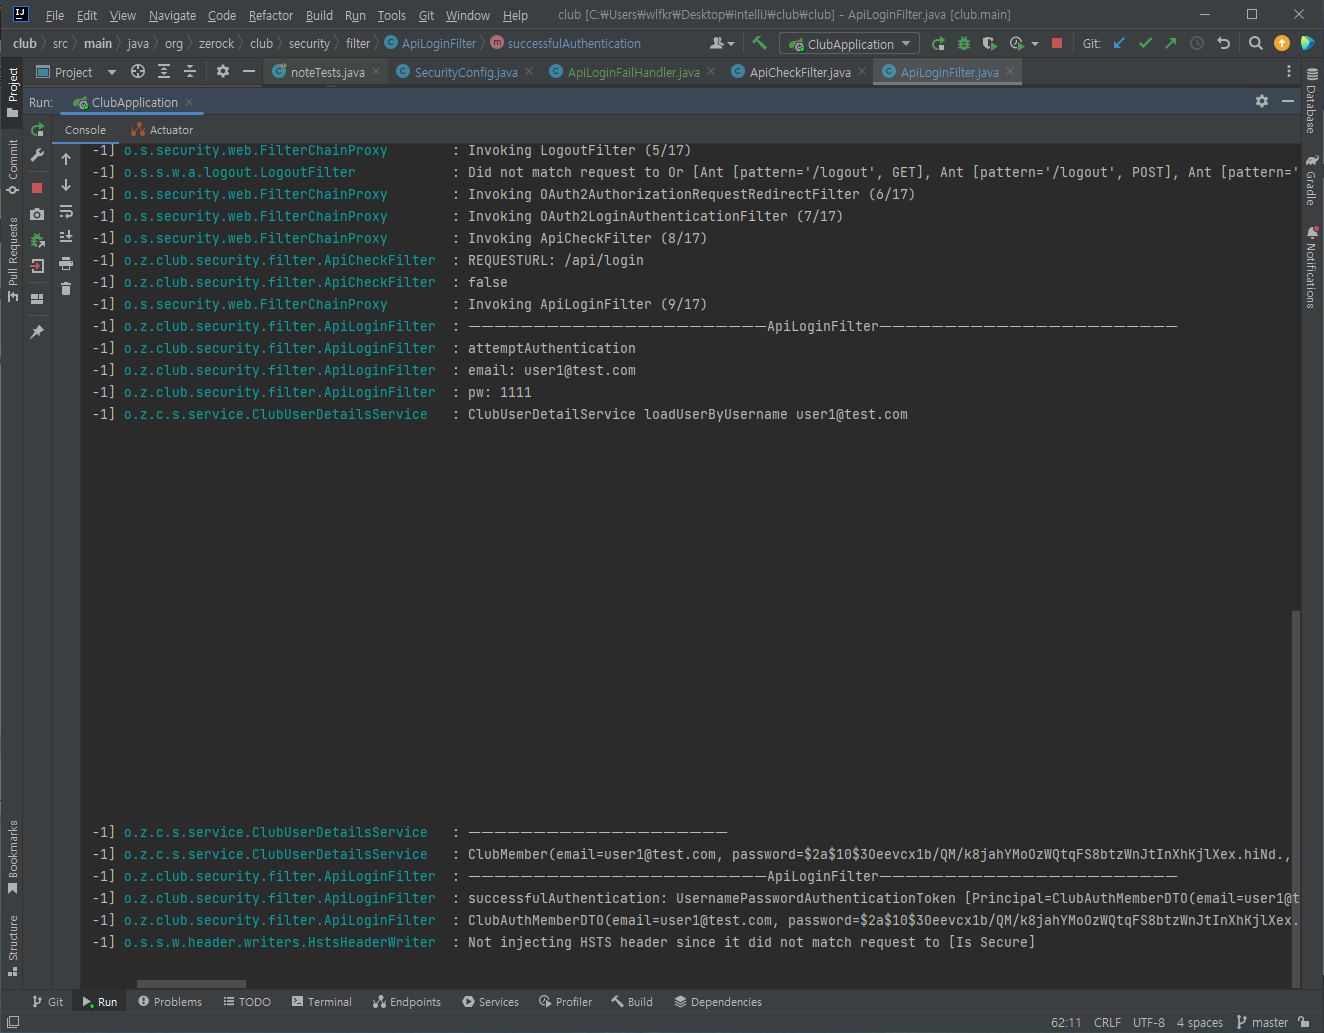 File Edit View Navigate Code Refactor Build Run Tools Git Window Help club [C:₩Users₩wlfkr₩Desktop₩IntelliJ₩club₩club] - ApiLoginFilter.java [club.main]
club src main java org zerock club security filter ApiLoginFilter successfulAuthentication ClubApplication Git:
Project noteTests.java SecurityConfig.java ApiLoginFailHandler.java ApiCheckFilter.java ApiLoginFilter.java
Run: ClubApplication
Console Actuator
-1] o.s.security.web.FilterChainProxy : Invoking LogoutFilter (5/17)
-1] o.s.s.w.a.logout.LogoutFilter : Did not match request to Or [Ant [pattern='/logout', GET], Ant [pattern='/logout', POST], Ant [pattern='
-1] o.s.security.web.FilterChainProxy : Invoking OAuth2AuthorizationRequestRedirectFilter (6/17)
-1] o.s.security.web.FilterChainProxy : Invoking OAuth2LoginAuthenticationFilter (7/17)
-1] o.s.security.web.FilterChainProxy : Invoking ApiCheckFilter (8/17)
-1] o.z.club.security.filter.ApiCheckFilter : REQUESTURL: /api/login
-1] o.z.club.security.filter.ApiCheckFilter : false
-1] o.s.security.web.FilterChainProxy : Invoking ApiLoginFilter (9/17)
-1] o.z.club.security.filter.ApiLoginFilter : -----------------------ApiLoginFilter-----------------------
-1] o.z.club.security.filter.ApiLoginFilter : attemptAuthentication
-1] o.z.club.security.filter.ApiLoginFilter : email: user1@test.com
-1] o.z.club.security.filter.ApiLoginFilter : pw: 1111
-1] o.z.c.s.service.ClubUserDetailsService : ClubUserDetailService loadUserByUsername user1@test.com
-1] o.z.c.s.service.ClubUserDetailsService : --------------------
-1] o.z.c.s.service.ClubUserDetailsService : ClubMember(email=user1@test.com, password=$2a$10$3Oeevcx1b/QM/k8jahYMoOzWQtqFS8btzWnJtInXhKjlXex.hiNd.,
-1] o.z.club.security.filter.ApiLoginFilter : -----------------------ApiLoginFilter-----------------------
-1] o.z.club.security.filter.ApiLoginFilter : successfulAuthentication: UsernamePasswordAuthenticationToken [Principal=ClubAuthMemberDTO(email=user1@t
-1] o.z.club.security.filter.ApiLoginFilter : ClubAuthMemberDTO(email=user1@test.com, password=$2a$10$3Oeevcx1b/QM/k8jahYMoOzWQtqFS8btzWnJtInXhKjlXex.
-1] o.s.s.w.header.writers.HstsHeaderWriter : Not injecting HSTS header since it did not match request to [Is Secure]
Project
Commit
Pull Requests
Bookmarks
Structure
Database
Gradle
Notifications
Git Run Problems TODO Terminal Endpoints Services Profiler Build Dependencies
62:11 CRLF UTF-8 4 spaces master